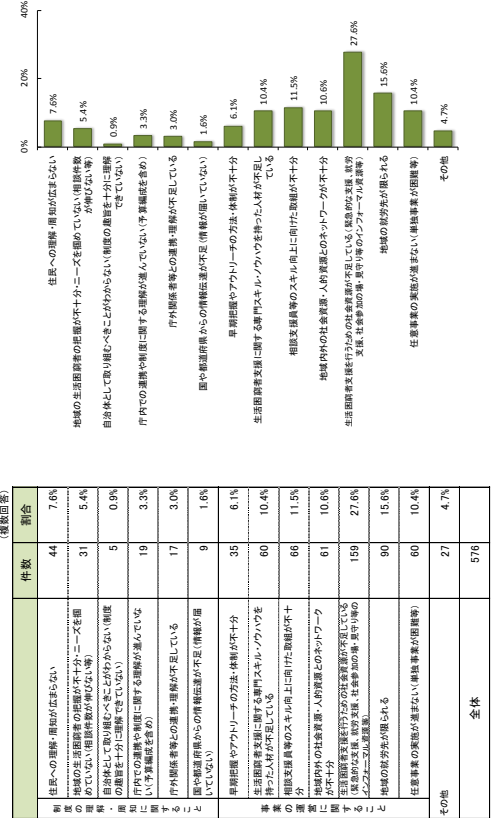 (複数回答)
件数
割合
制度の理解・周知に関すること
住民への理解・周知が広まらない
44
7.6%
地域の生活困窮者の把握が不十分・ニーズを掴
めていない(相談件数が伸びない等)
31
5.4%
自治体として取り組むべきことがわからない(制度
の趣旨を十分に理解できていない)
5
0.9%
庁内での連携や制度に関する理解が進んでいな
い(予算編成を含め)
19
3.3%
庁外関係者等との連携・理解が不足している
17
3.0%
国や都道府県からの情報伝達が不足(情報が届
いていない)
9
1.6%
事業の運営に関すること
早期把握やアウトリーチの方法・体制が不十分
35
6.1%
生活困窮者支援に関する専門スキル・ノウハウを
持った人材が不足している
60
10.4%
相談支援員等のスキル向上に向けた取組が不十
分
66
11.5%
地域内外の社会資源・人的資源とのネットワーク
が不十分
61
10.6%
生活困窮者支援を行うための社会資源が不足している
(緊急的な支援、就労支援、社会参加の場・見守り等の
インフォーマル資源等)
159
27.6%
地域の就労先が限られる
90
15.6%
任意事業の実施が進まない(単独事業が困難等)
60
10.4%
その他
27
4.7%
全体
576
0%
20%
40%
住民への理解・周知が広まらない
7.6%
地域の生活困窮者の把握が不十分・ニーズを掴めていない(相談件数
が伸びない等)
5.4%
自治体として取り組むべきことがわからない(制度の趣旨を十分に理解
できていない)
0.9%
庁内での連携や制度に関する理解が進んでいない(予算編成を含め)
3.3%
庁外関係者等との連携・理解が不足している
3.0%
国や都道府県からの情報伝達が不足(情報が届いていない)
1.6%
早期把握やアウトリーチの方法・体制が不十分
6.1%
生活困窮者支援に関する専門スキル・ノウハウを持った人材が不足し
ている
10.4%
相談支援員等のスキル向上に向けた取組が不十分
11.5%
地域内外の社会資源・人的資源とのネットワークが不十分
10.6%
生活困窮者支援を行うための社会資源が不足している(緊急的な支援、就労
支援、社会参加の場・見守り等のインフォーマル資源等)
27.6%
地域の就労先が限られる
15.6%
任意事業の実施が進まない(単独事業が困難等)
10.4%
その他
4.7%